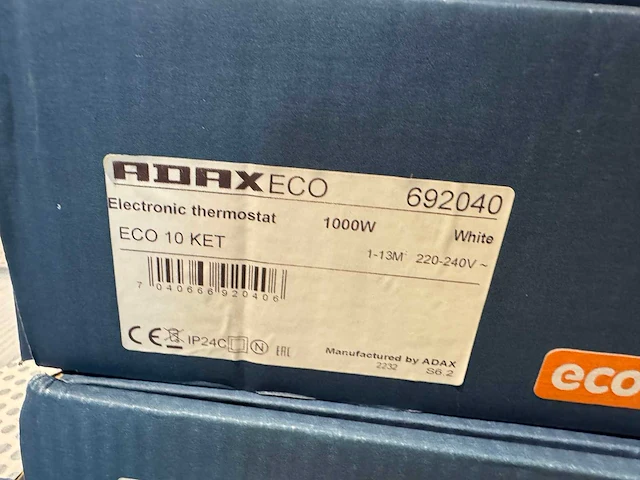 ADAX ECO 692040
Electronic thermostat 1000W White
ECO 10 KET 1-13M² 220-240V ~
7 040666 920406
CE IP24C N EAC
Manufactured by ADAX
2232 S6.2
eco